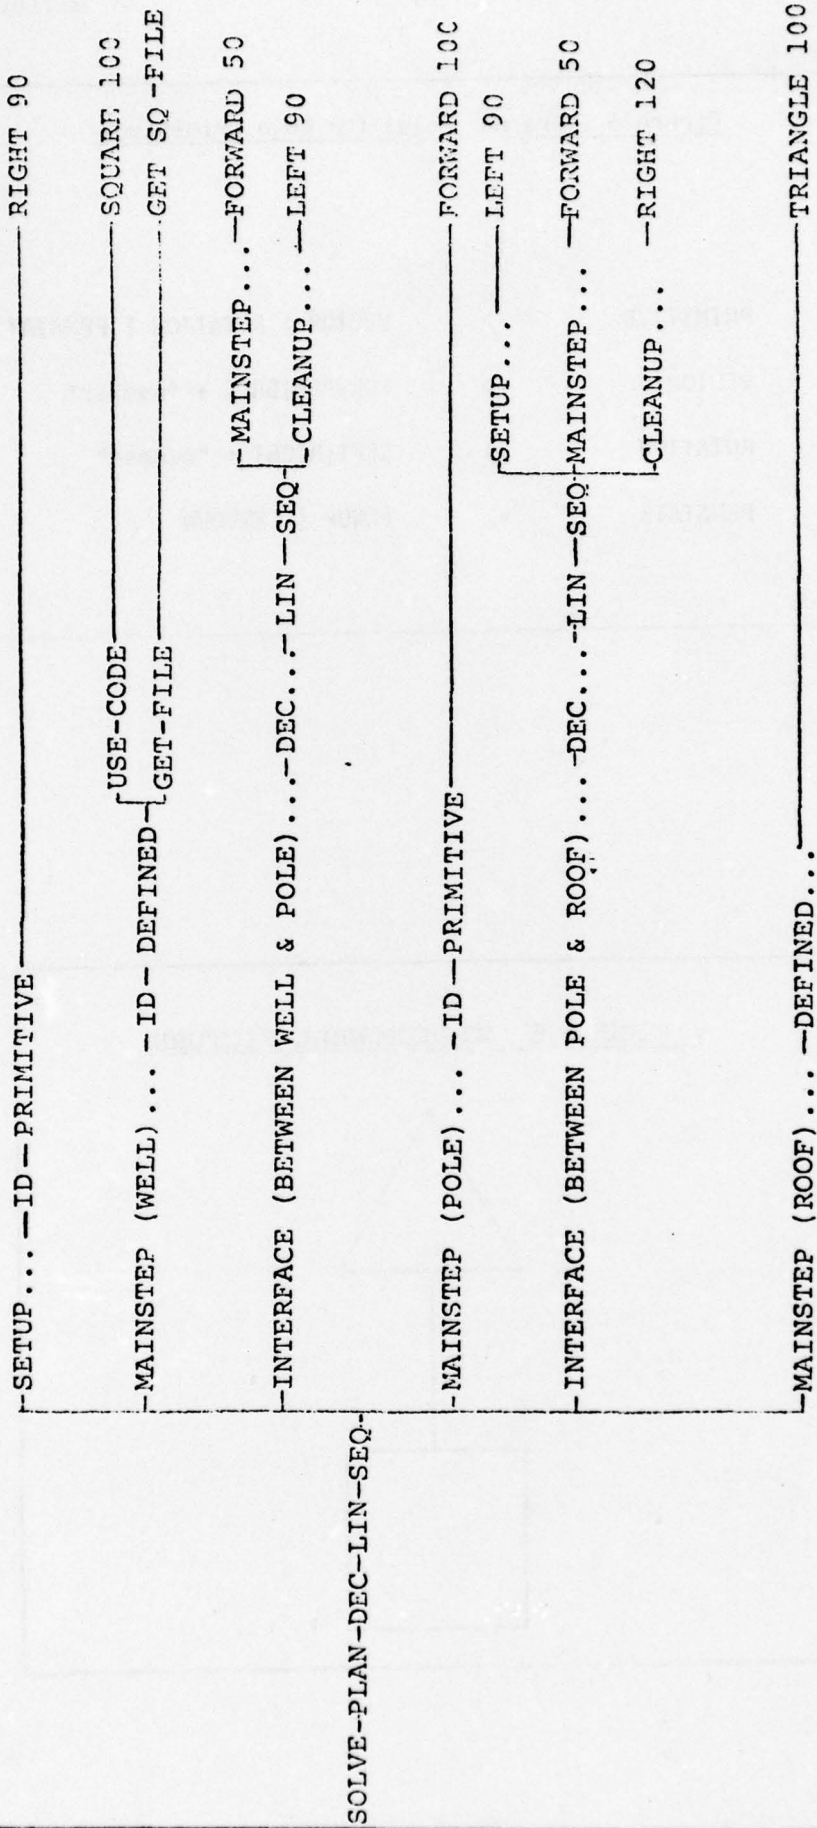 SOLVE-PLAN-DEC-LIN-SEQ
SETUP... — ID — PRIMITIVE — RIGHT 90
MAINSTEP (WELL)... — ID — DEFINED
USE-CODE — SQUARE 100
GET-FILE — GET SQ-FILE
INTERFACE (BETWEEN WELL & POLE)...—DEC...—LIN—SEQ
MAINSTEP... —FORWARD 50
CLEANUP... —LEFT 90
MAINSTEP (POLE)... ID—PRIMITIVE — FORWARD 100
INTERFACE (BETWEEN POLE & ROOF)...—DEC...—LIN—SEQ
SETUP... — LEFT 90
MAINSTEP... —FORWARD 50
CLEANUP... —RIGHT 120
MAINSTEP (ROOF)... —DEFINED... — TRIANGLE 100